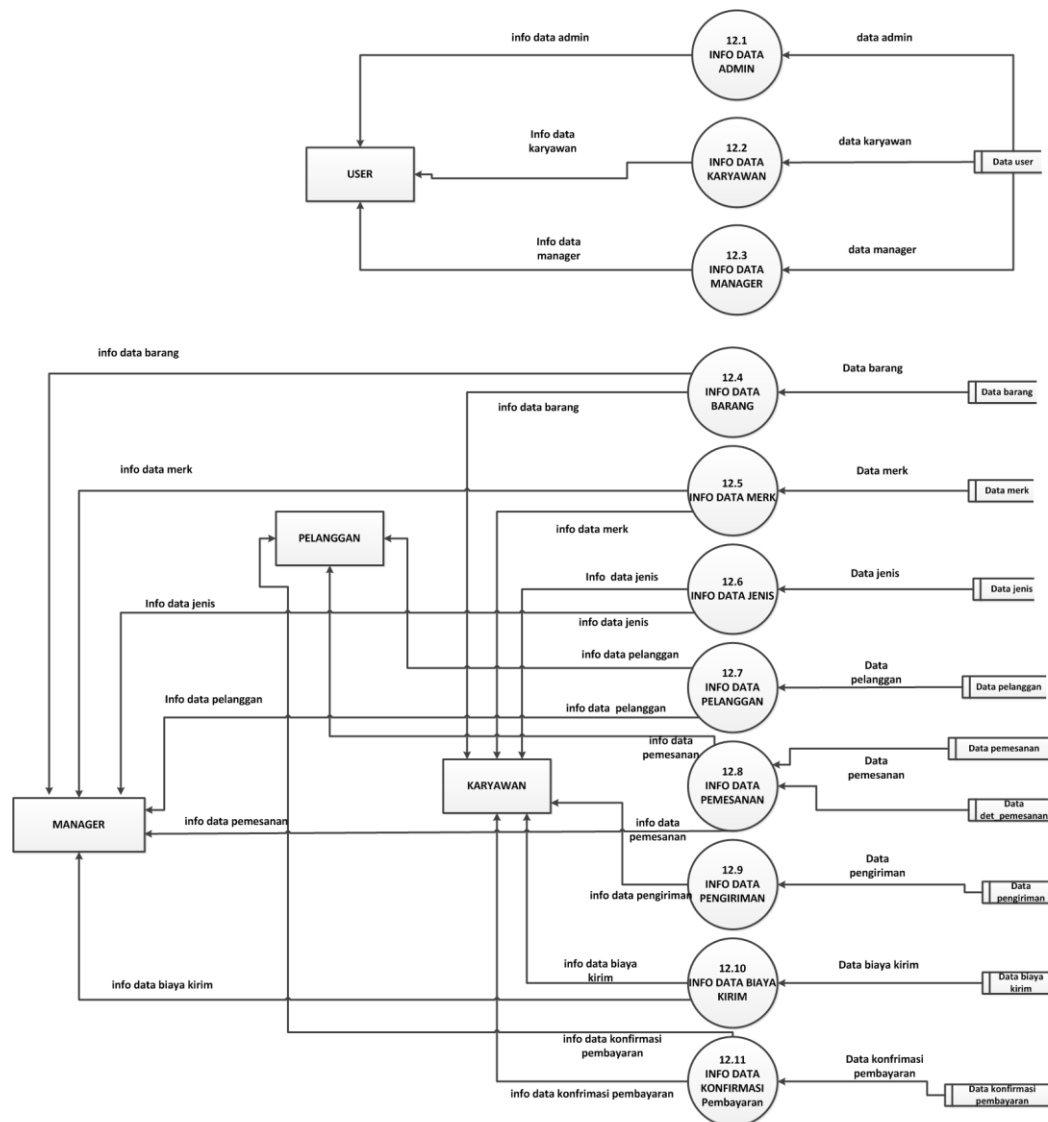 info data admin
12.1
INFO DATA
ADMIN
data admin
Info data
karyawan
12.2
INFO DATA
KARYAWAN
data karyawan
Data user
USER
Info data
manager
12.3
INFO DATA
MANAGER
data manager
info data barang
12.4
INFO DATA
BARANG
Data barang
Data barang
info data barang
info data merk
12.5
INFO DATA MERK
Data merk
Data merk
info data merk
PELANGGAN
Info data jenis
12.6
INFO DATA JENIS
Data jenis
Data jenis
Info data jenis
info data jenis
info data pelanggan
12.7
INFO DATA
PELANGGAN
Data
pelanggan
Data pelanggan
Info data pelanggan
info data pelanggan
info data
pemesanan
12.8
INFO DATA
PEMESANAN
Data
pemesanan
Data pemesanan
Data
det_pemesanan
KARYAWAN
MANAGER
info data pemesanan
info data
pemesanan
12.9
INFO DATA
PENGIRIMAN
Data
pengiriman
Data
pengiriman
info data pengiriman
info data biaya
kirim
12.10
INFO DATA BIAYA
KIRIM
Data biaya kirim
Data biaya
kirim
info data biaya kirim
info data konfirmasi
pembayaran
12.11
INFO DATA
KONFIRMASI
Pembayaran
Data konfrimasi
pembayaran
Data konfirmasi
pembayaran
info data konfrimasi pembayaran